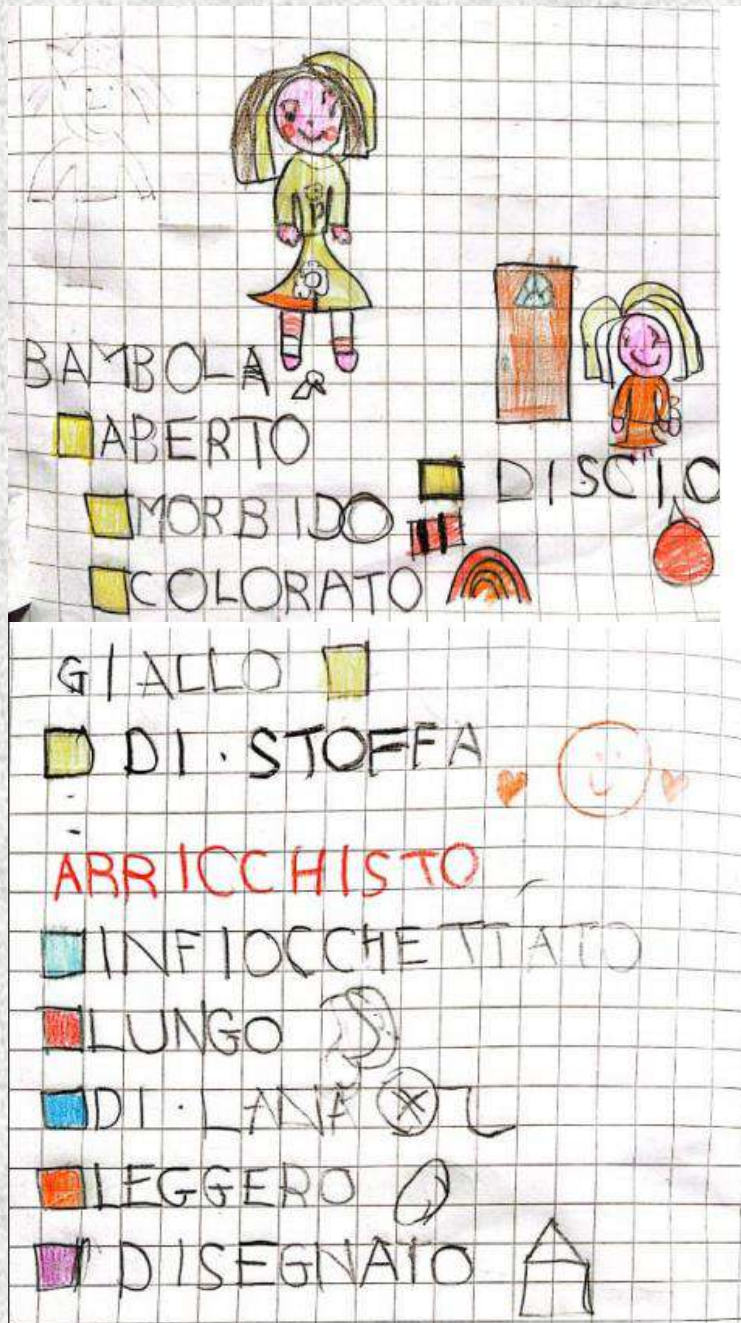 BAMBOLA
ABERTO
DISCIO
MORBIDO
COLORATO
GIALLO
DI·STOFFA
ARRICCHISTO
INFIOCCHETTATO
LUNGO
DI·LANA
LEGGERO
DISEGNATO